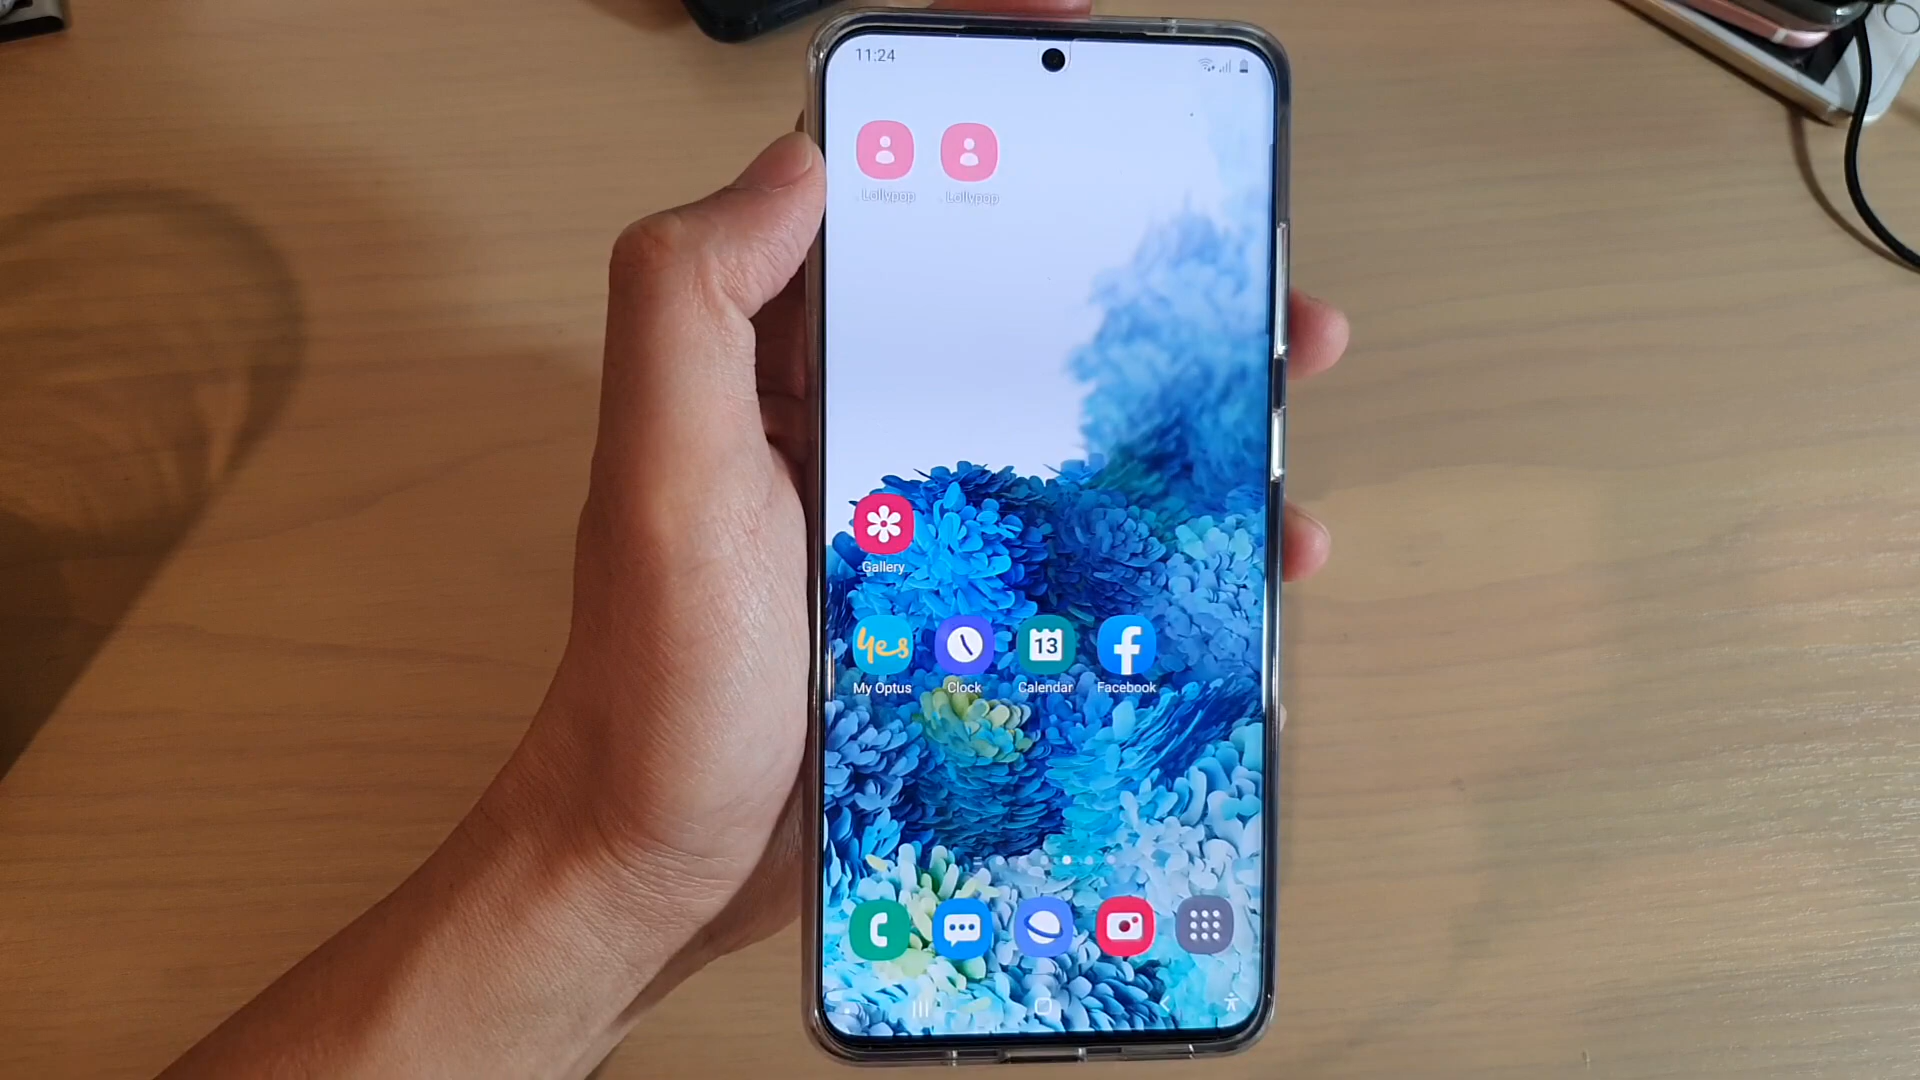 11:24
. Lollypop
. Lollypop
Gallery
yes
13
My Optus
Clock
Calendar
Facebook